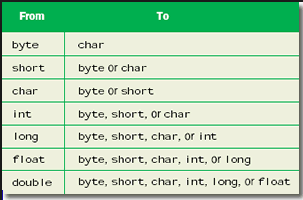 From To
byte char
short byte or char
char byte or short
int byte, short, or char
long byte, short, char, or int
float byte, short, char, int, or long
double byte, short, char, int, long, or float